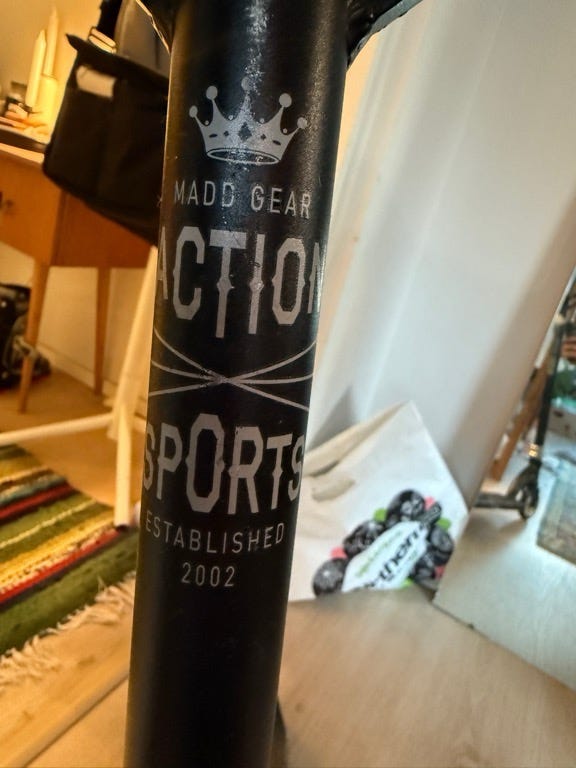 MADD GEAR
ACTION
SPORTS
ESTABLISHED
2002